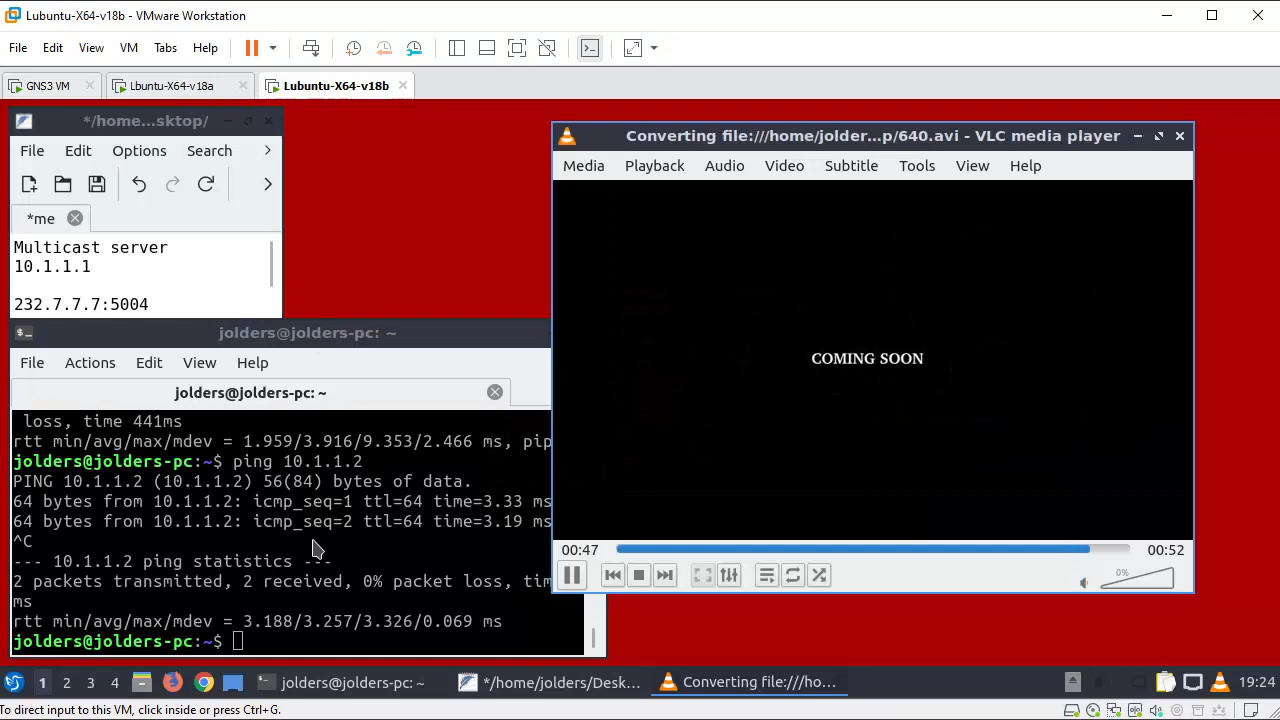 Lubuntu-X64-v18b - VMware Workstation
File Edit View VM Tabs Help
GNS3 VM Lbuntu-X64-v18a Lubuntu-X64-v18b
*/home...sktop/
File Edit Options Search
*me
Multicast server
10.1.1.1
232.7.7.7:5004
jolders@jolders-pc: ~
File Actions Edit View Help
jolders@jolders-pc: ~
loss, time 441ms
rtt min/avg/max/mdev = 1.959/3.916/9.353/2.466 ms, pip
jolders@jolders-pc:~$ ping 10.1.1.2
PING 10.1.1.2 (10.1.1.2) 56(84) bytes of data.
64 bytes from 10.1.1.2: icmp_seq=1 ttl=64 time=3.33 ms
64 bytes from 10.1.1.2: icmp_seq=2 ttl=64 time=3.19 ms
^C
--- 10.1.1.2 ping statistics ---
2 packets transmitted, 2 received, 0% packet loss, tim
ms
rtt min/avg/max/mdev = 3.188/3.257/3.326/0.069 ms
jolders@jolders-pc:~$
Converting file:///home/jolder...p/640.avi - VLC media player
Media Playback Audio Video Subtitle Tools View Help
COMING SOON
00:47 00:52
0%
1 2 3 4 jolders@jolders-pc: ~ */home/jolders/Desk... Converting file:///ho... 19:24
To direct input to this VM, click inside or press Ctrl+G.